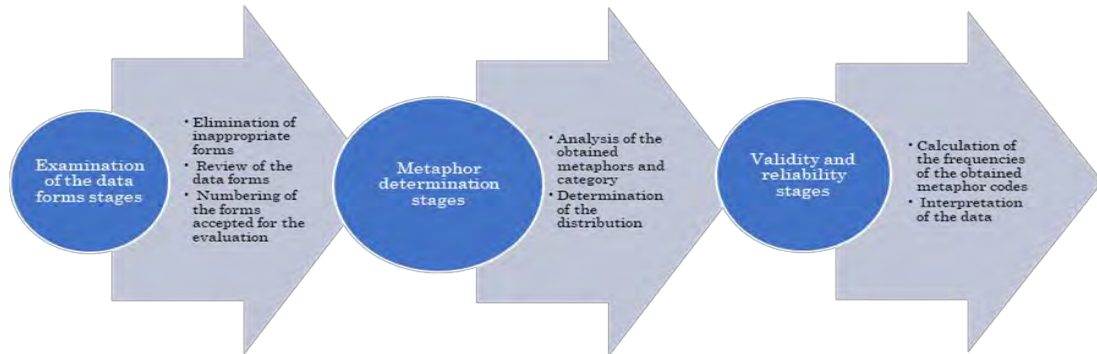 Examination
of the data
forms stages
• Elimination of
inappropriate
forms
• Review of the
data forms
• Numbering of
the forms
accepted for the
evaluation
Metaphor
determination
stages
• Analysis of the
obtained
metaphors and
category
• Determination
of the
distribution
Validity and
reliability
stages
• Calculation of
the frequencies
of the obtained
metaphor codes
• Interpretation
of the data